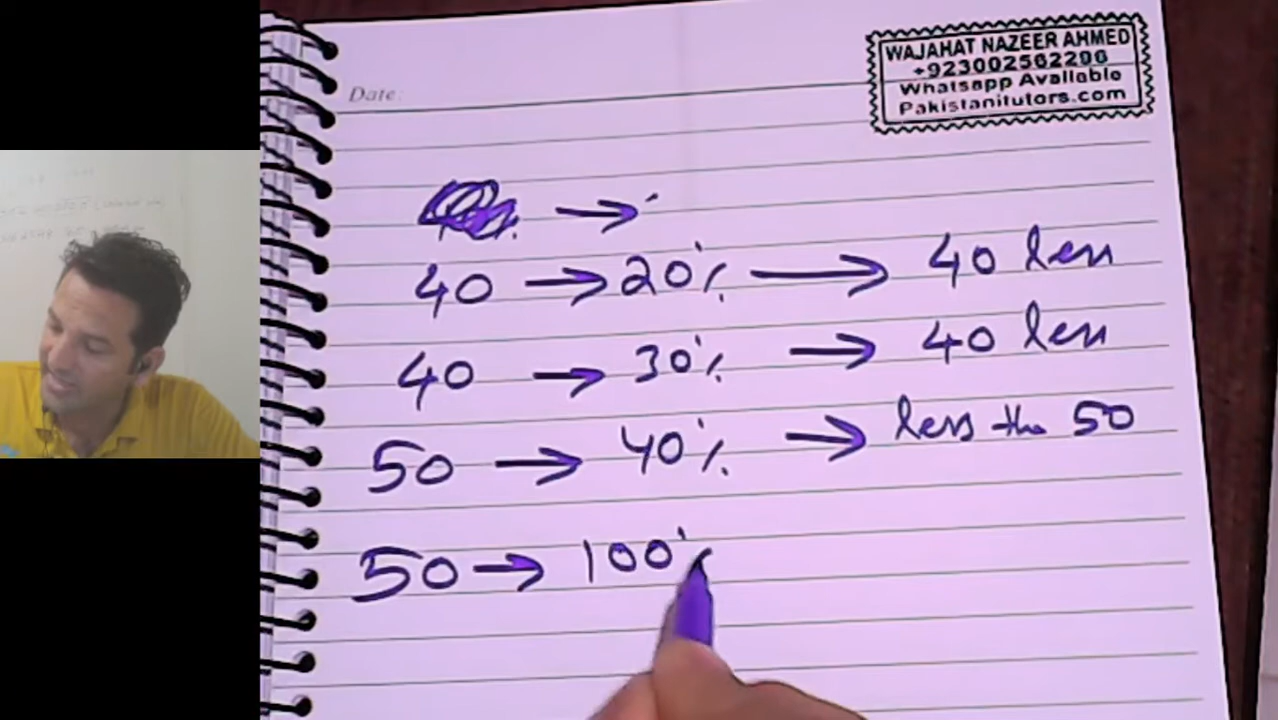 WAJAHAT NAZEER AHMED
+923002562296
Whatsapp Available
Pakistanitutors.com
Date:
→
40 → 20% → 40 less
40 → 30% → 40 less
50 → 40% → less the 50
50 → 100%